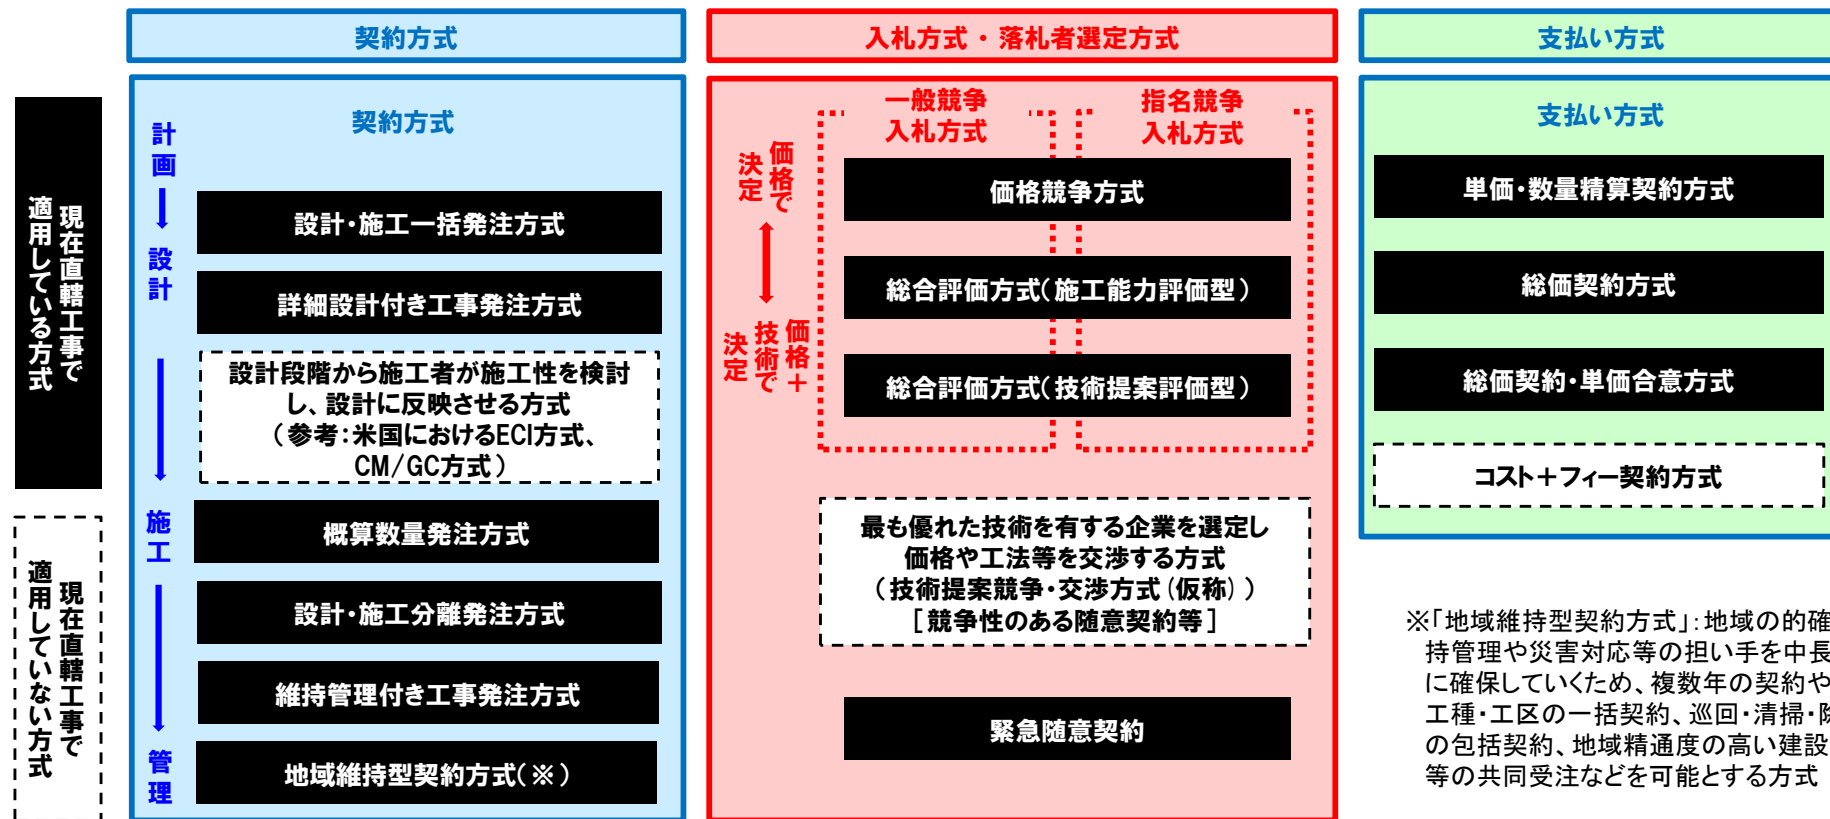 契約方式
入札方式・落札者選定方式
支払い方式
現在直轄工事で
適用している方式
現在直轄工事で
適用していない方式
契約方式
計画
設計
施工
管理
設計・施工一括発注方式
詳細設計付き工事発注方式
設計段階から施工者が施工性を検討
し、設計に反映させる方式
(参考:米国におけるECI方式、
CM/GC方式)
概算数量発注方式
設計・施工分離発注方式
維持管理付き工事発注方式
地域維持型契約方式(※)
一般競争
入札方式
指名競争
入札方式
価格で
決定
価格+
技術で
決定
価格競争方式
総合評価方式(施工能力評価型)
総合評価方式(技術提案評価型)
最も優れた技術を有する企業を選定し
価格や工法等を交渉する方式
(技術提案競争・交渉方式(仮称))
[競争性のある随意契約等]
緊急随意契約
支払い方式
単価・数量精算契約方式
総価契約方式
総価契約・単価合意方式
コスト+フィー契約方式
※「地域維持型契約方式」:地域の的確
持管理や災害対応等の担い手を中長
に確保していくため、複数年の契約や
工種・工区の一括契約、巡回・清掃・
の包括契約、地域精通度の高い建設
等の共同受注などを可能とする方式